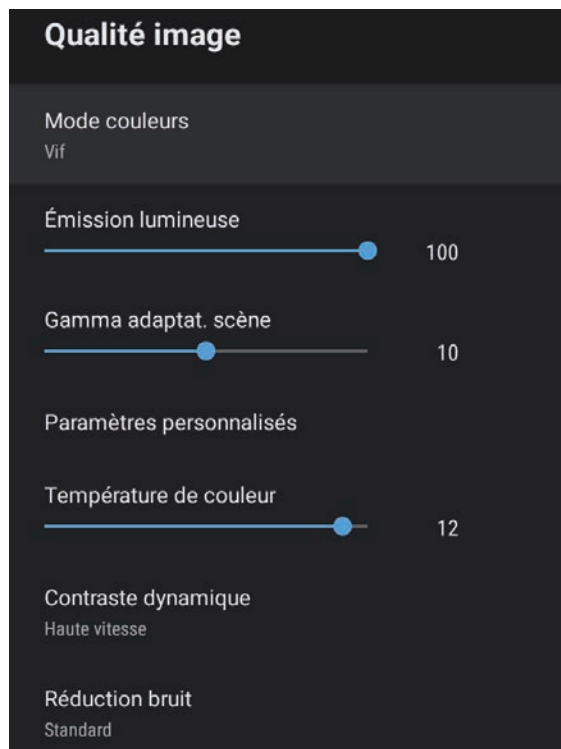 Qualité image
Mode couleurs
Vif
Émission lumineuse
100
Gamma adaptat. scène
10
Paramètres personnalisés
Température de couleur
12
Contraste dynamique
Haute vitesse
Réduction bruit
Standard